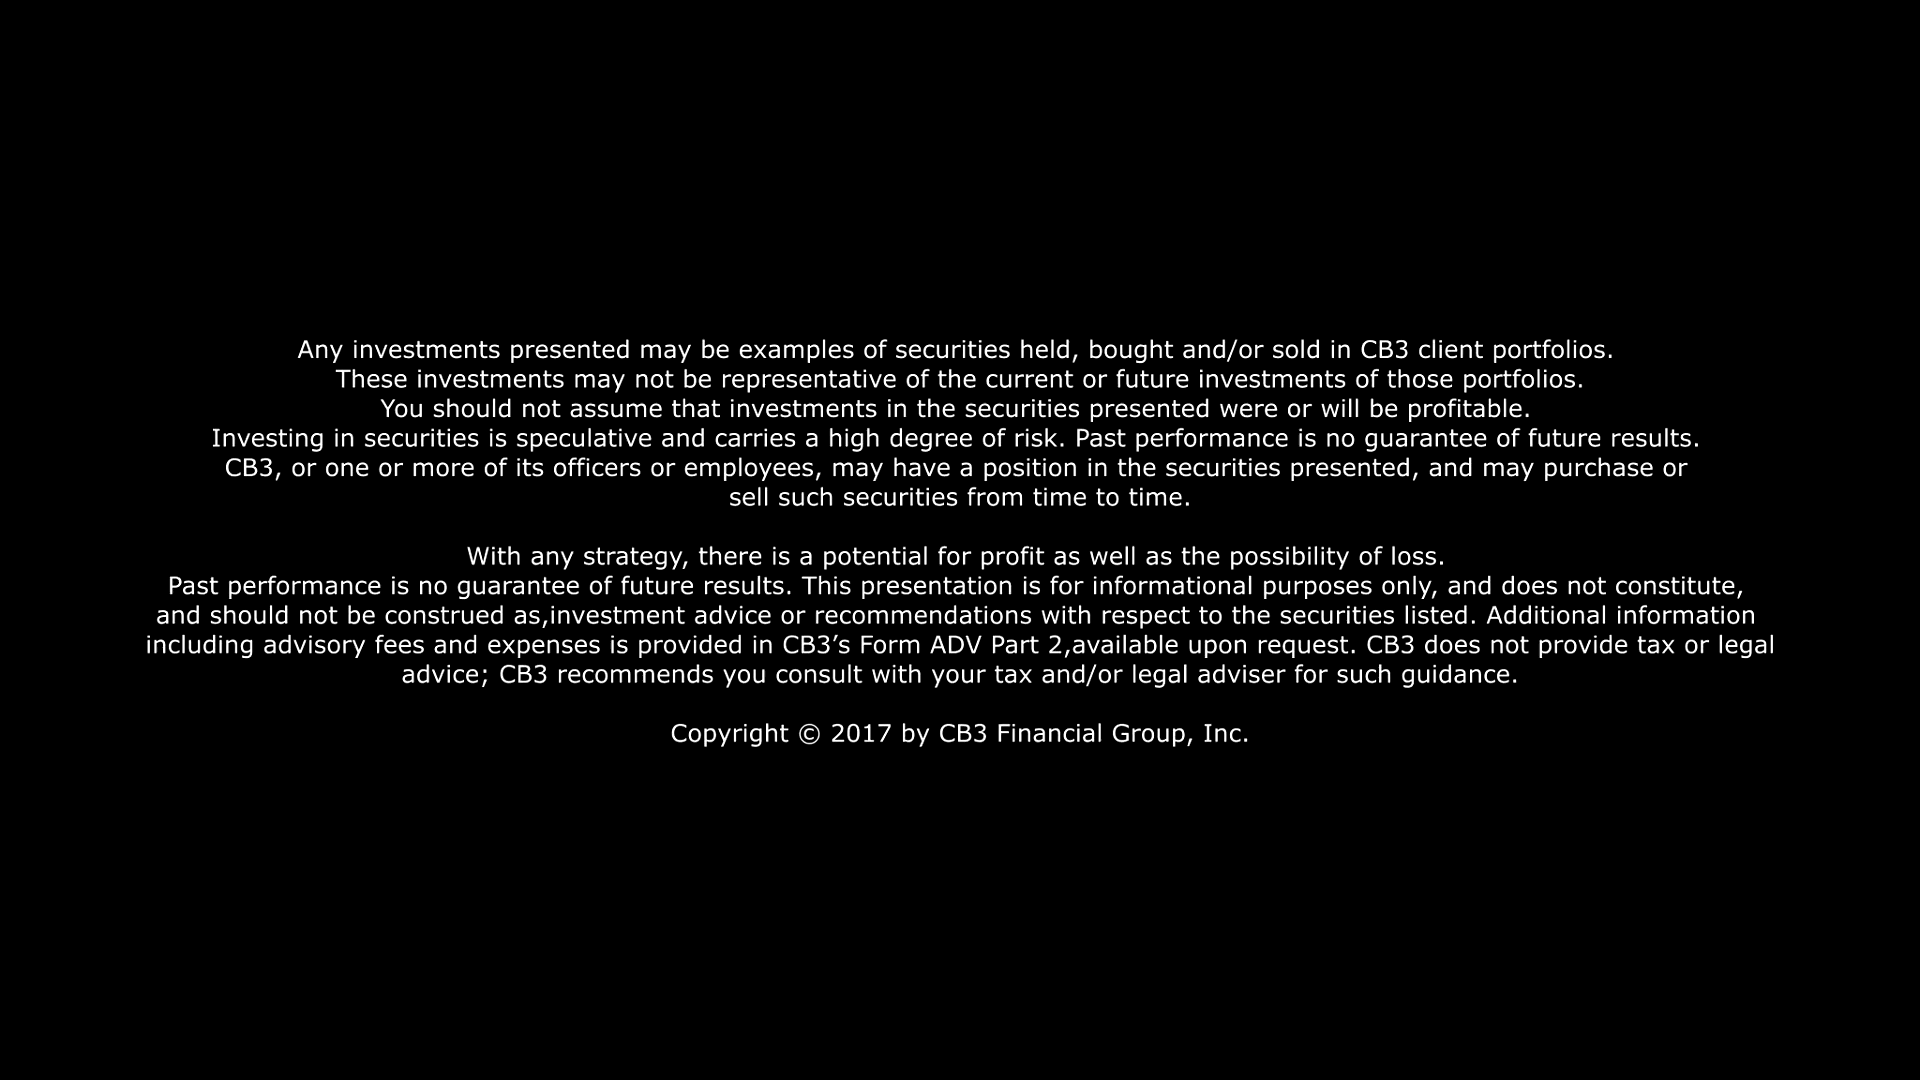 Any investments presented may be examples of securities held, bought and/or sold in CB3 client portfolios.
These investments may not be representative of the current or future investments of those portfolios.
You should not assume that investments in the securities presented were or will be profitable.
Investing in securities is speculative and carries a high degree of risk. Past performance is no guarantee of future results.
CB3, or one or more of its officers or employees, may have a position in the securities presented, and may purchase or
sell such securities from time to time.
With any strategy, there is a potential for profit as well as the possibility of loss.
Past performance is no guarantee of future results. This presentation is for informational purposes only, and does not constitute,
and should not be construed as,investment advice or recommendations with respect to the securities listed. Additional information
including advisory fees and expenses is provided in CB3’s Form ADV Part 2,available upon request. CB3 does not provide tax or legal
advice; CB3 recommends you consult with your tax and/or legal adviser for such guidance.
Copyright © 2017 by CB3 Financial Group, Inc.